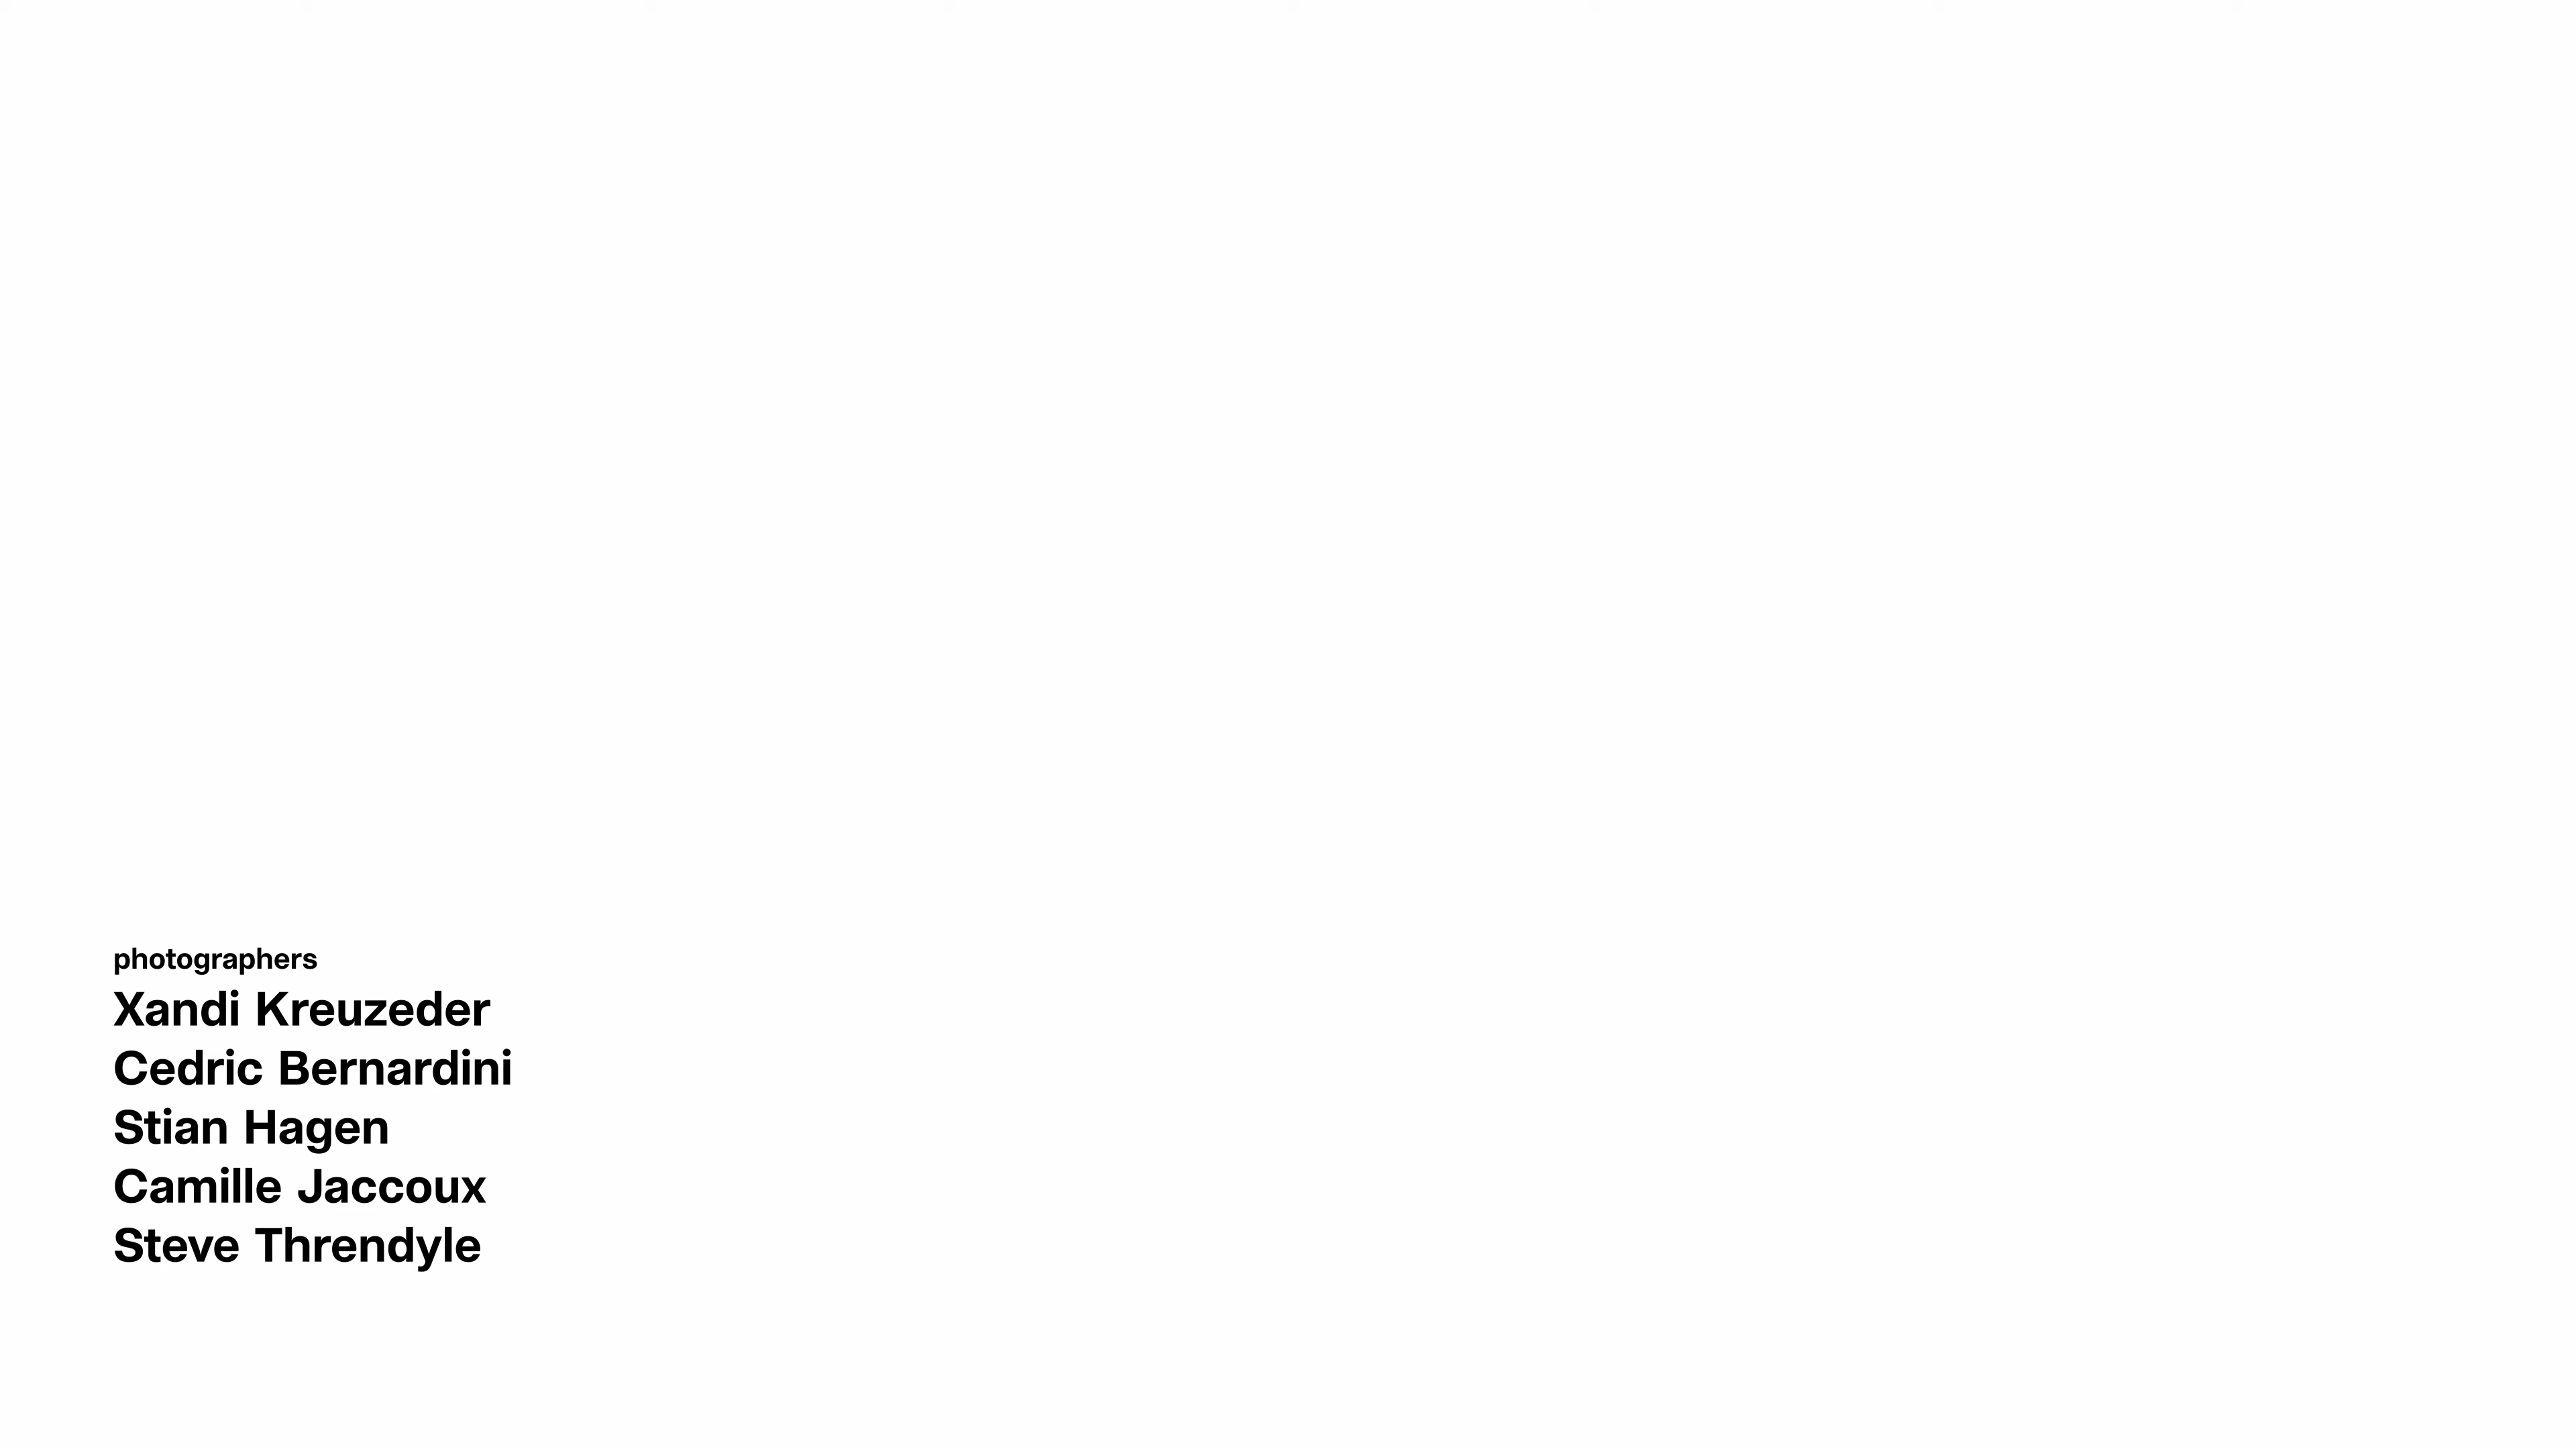 photographers
Xandi Kreuzeder
Cedric Bernardini
Stian Hagen
Camille Jaccoux
Steve Threndyle